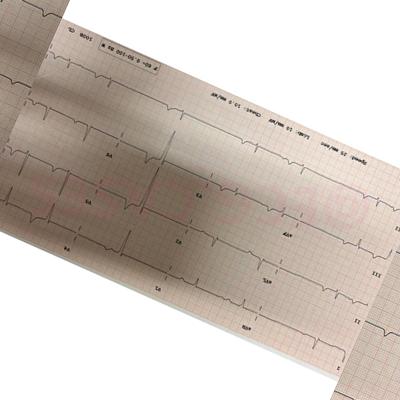 I aVR V1 V4
II aVL V2 V5
III aVF V3 V6
II
Speed: 25 mm/sec Limb: 10 mm/mV Chest: 10.0 mm/mV
F 60~ 0.50-100 Hz W 100B CL